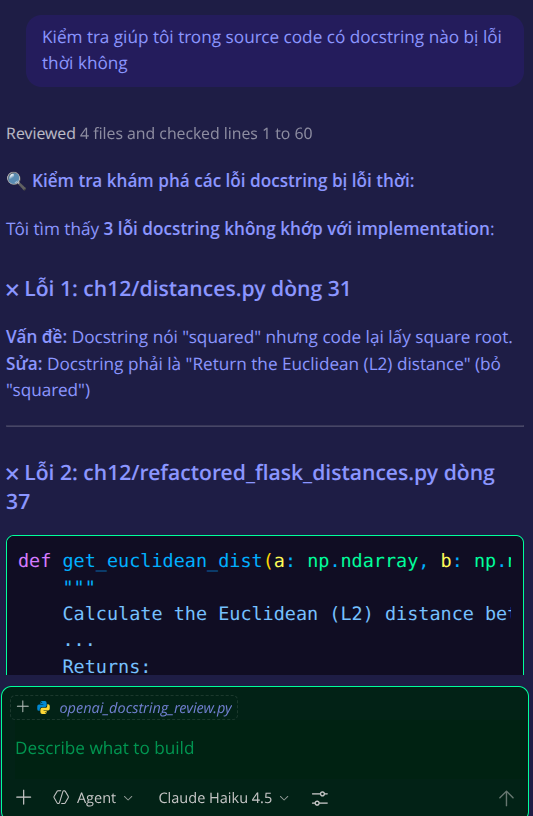 Kiểm tra giúp tôi trong source code có docstring nào bị lỗi
thời không
Reviewed 4 files and checked lines 1 to 60
🔍 Kiểm tra khám phá các lỗi docstring bị lỗi thời:
Tôi tìm thấy 3 lỗi docstring không khớp với implementation:
× Lỗi 1: ch12/distances.py dòng 31
Vấn đề: Docstring nói "squared" nhưng code lại lấy square root.
Sửa: Docstring phải là "Return the Euclidean (L2) distance" (bỏ
"squared")
× Lỗi 2: ch12/refactored_flask_distances.py dòng
37
def get_euclidean_dist(a: np.ndarray, b: np.
"""
Calculate the Euclidean (L2) distance
...
Returns:
+ openai_docstring_review.py
Describe what to build
+ Agent Claude Haiku 4.5